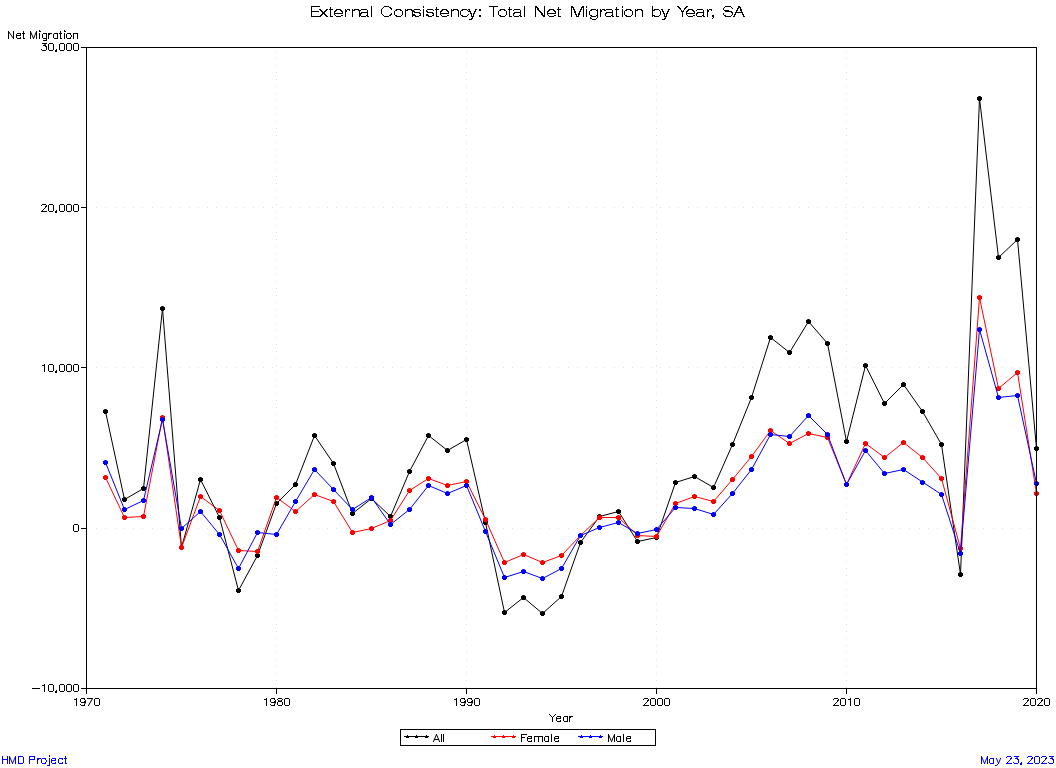 External Consistency: Total Net Migration by Year, SA
Net Migration
30,000
20,000
10,000
0
−10,000
1970 1980 1990 2000 2010 2020
Year
All Female Male
HMD Project May 23, 2023